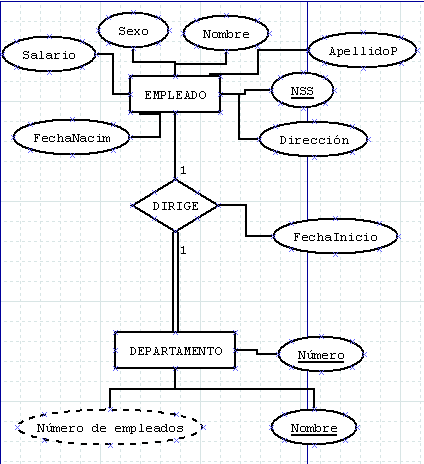 Sexo
Nombre
Salario
ApellidoP
EMPLEADO
NSS
FechaNacim
Dirección
1
DIRIGE
FechaInicio
1
DEPARTAMENTO
Número
Número de empleados
Nombre